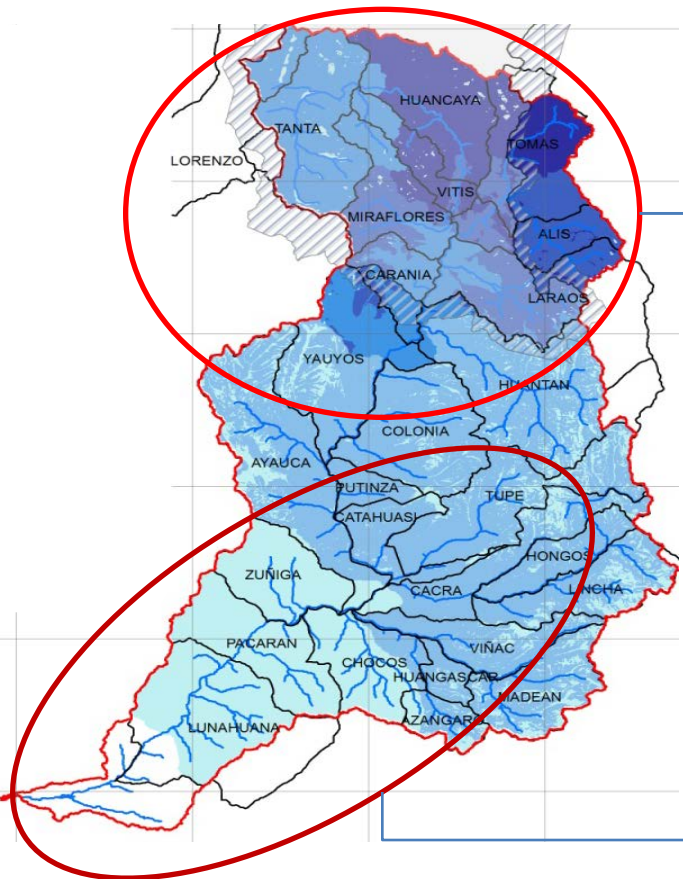 HUANCAYA
TANTA
TOMAS
LORENZO
VITIS
MIRAFLORES
ALIS
CARANIA
LARAOS
YAUYOS
HUANTAN
COLONIA
AYAUCA
PUTINZA
TUPE
CATAHUASI
HONGOS
ZUÑIGA
CACRA
LINCHA
PACARAN
VIÑAC
CHOCOS
HUANGASCAR
MADEAN
AZANGARO
LUNAHUANA